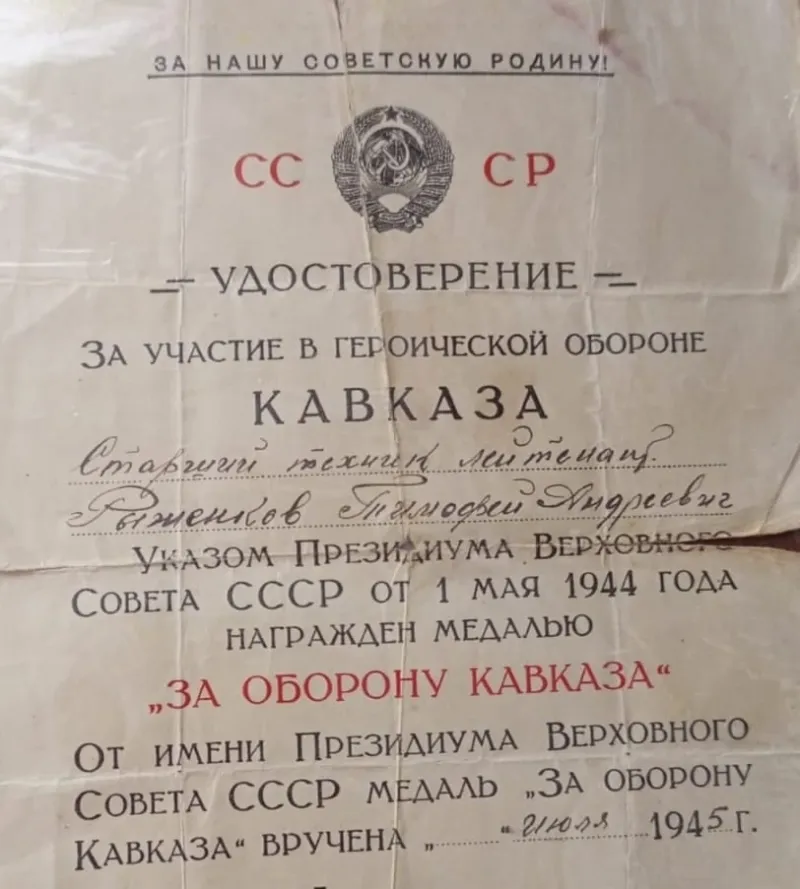 ЗА НАШУ СОВЕТСКУЮ РОДИНУ!
СС СР
УДОСТОВЕРЕНИЕ
ЗА УЧАСТИЕ В ГЕРОИЧЕСКОЙ ОБОРОНЕ
КАВКАЗА
Старший техник лейтенант
Рыженков Тимофей Андреевич
УКАЗОМ ПРЕЗИДИУМА ВЕРХОВНОГО
СОВЕТА СССР ОТ 1 МАЯ 1944 ГОДА
НАГРАЖДЕН МЕДАЛЬЮ
„ЗА ОБОРОНУ КАВКАЗА“
ОТ ИМЕНИ ПРЕЗИДИУМА ВЕРХОВНОГО
СОВЕТА СССР МЕДАЛЬ „ЗА ОБОРОНУ
КАВКАЗА“ ВРУЧЕНА „ “ июля 1945 Г.